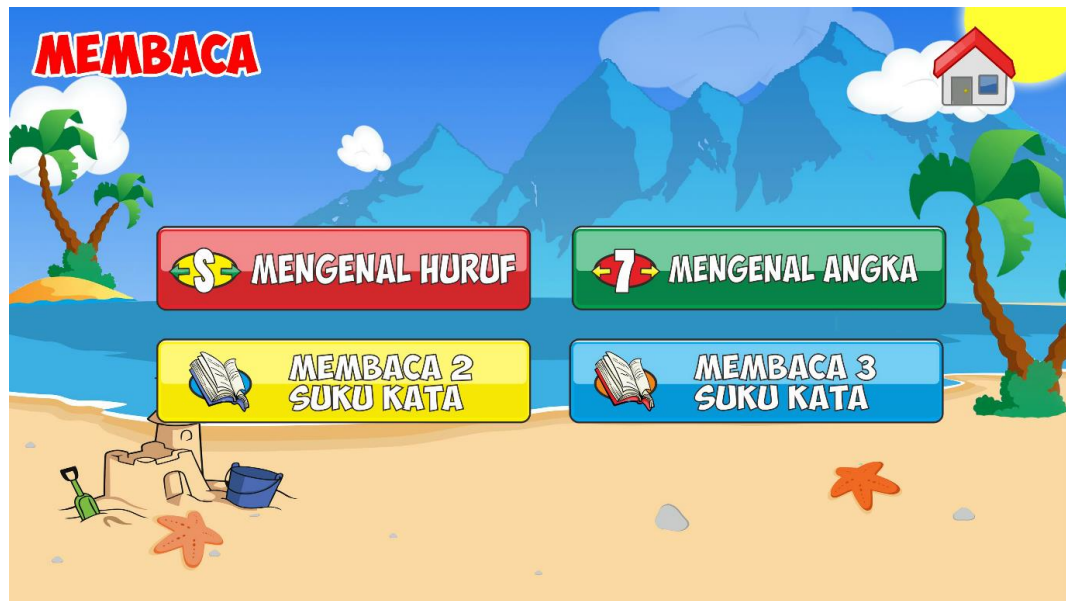 MEMBACA
S MENGENAL HURUF
7 MENGENAL ANGKA
MEMBACA 2
SUKU KATA
MEMBACA 3
SUKU KATA